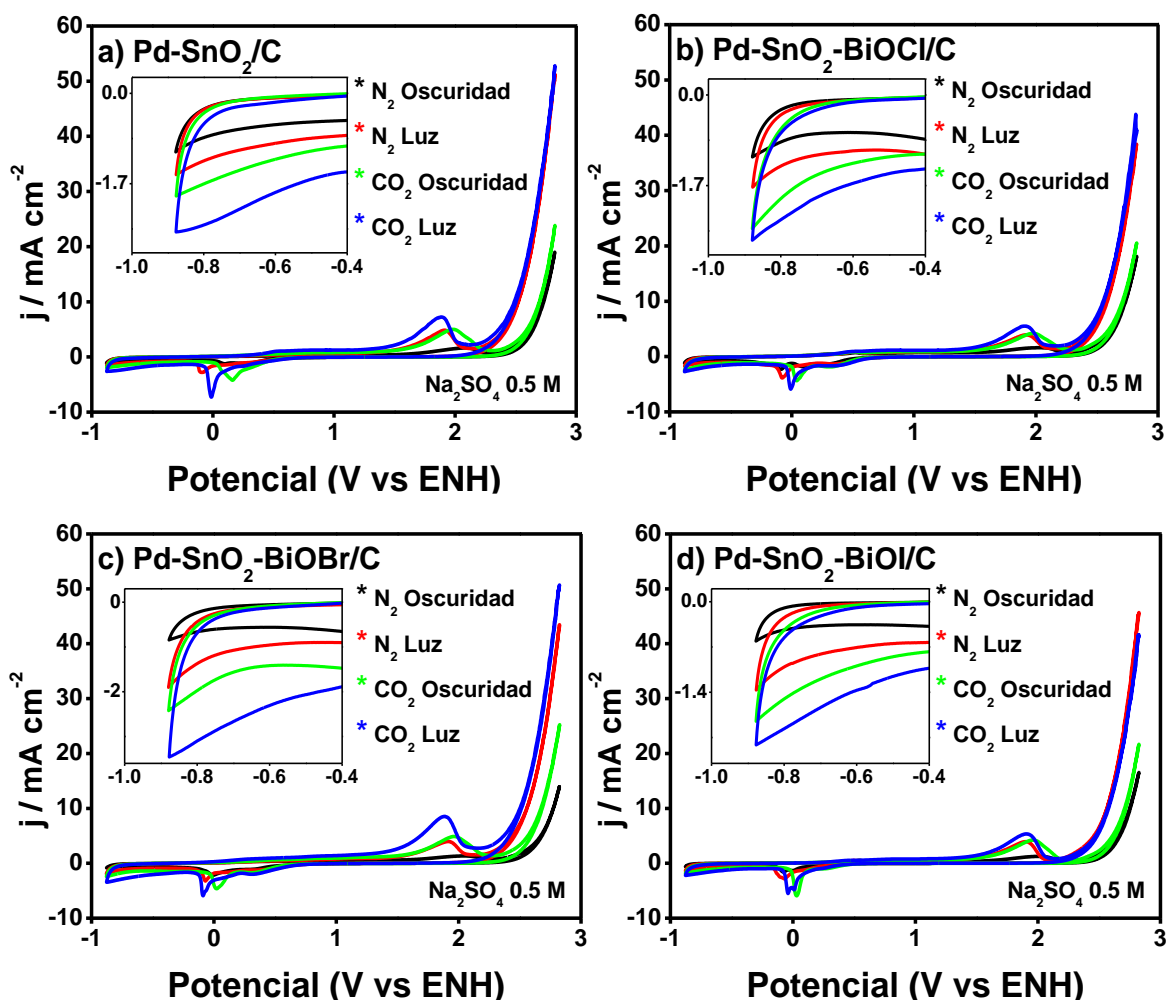 a) Pd-SnO2/C
60
50
40
30
20
10
0
-10
j / mA cm-2
0.0
-1.7
-1.0 -0.8 -0.6 -0.4
* N2 Oscuridad
* N2 Luz
* CO2 Oscuridad
* CO2 Luz
Na2SO4 0.5 M
-1 0 1 2 3
Potencial (V vs ENH)
b) Pd-SnO2-BiOCl/C
60
50
40
30
20
10
0
-10
j / mA cm-2
0.0
-1.7
-1.0 -0.8 -0.6 -0.4
* N2 Oscuridad
* N2 Luz
* CO2 Oscuridad
* CO2 Luz
Na2SO4 0.5 M
-1 0 1 2 3
Potencial (V vs ENH)
c) Pd-SnO2-BiOBr/C
60
50
40
30
20
10
0
-10
j / mA cm-2
0
-2
-1.0 -0.8 -0.6 -0.4
* N2 Oscuridad
* N2 Luz
* CO2 Oscuridad
* CO2 Luz
Na2SO4 0.5 M
-1 0 1 2 3
Potencial (V vs ENH)
d) Pd-SnO2-BiOI/C
60
50
40
30
20
10
0
-10
j / mA cm-2
0.0
-1.4
-1.0 -0.8 -0.6 -0.4
* N2 Oscuridad
* N2 Luz
* CO2 Oscuridad
* CO2 Luz
Na2SO4 0.5 M
-1 0 1 2 3
Potencial (V vs ENH)